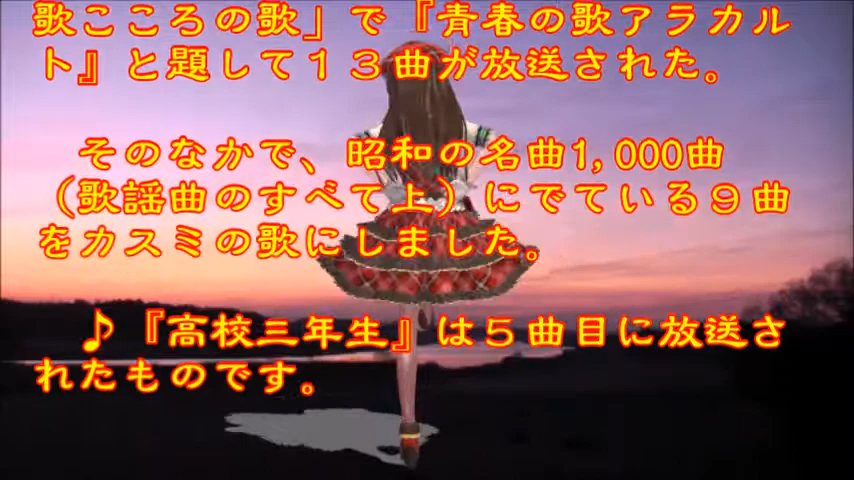 歌こころの歌」で『青春の歌アラカル
ト』と題して１３曲が放送された。
そのなかで、昭和の名曲1,000曲
（歌謡曲のすべて上）にでている９曲
をカスミの歌にしました。
♪『高校三年生』は５曲目に放送さ
れたものです。